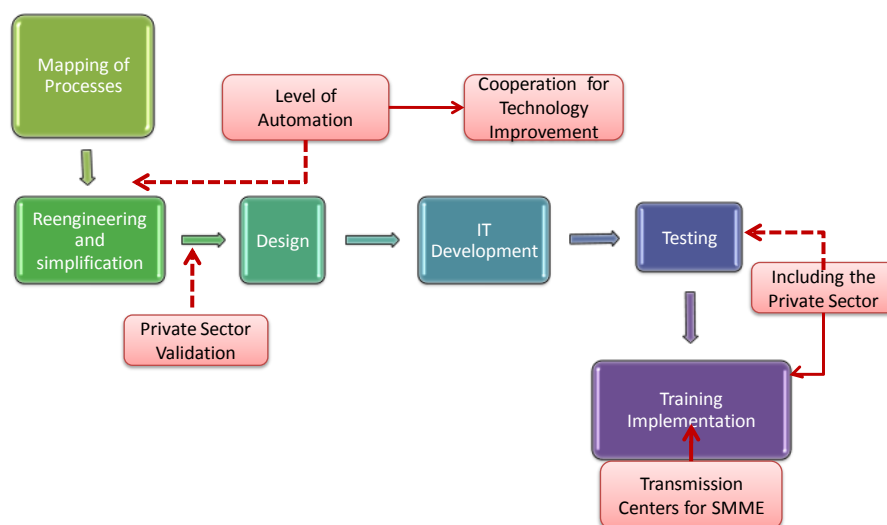 Mapping of
Processes
Level of
Automation
Cooperation for
Technology
Improvement
Reengineering
and
simplification
Design
IT
Development
Testing
Including the
Private Sector
Private Sector
Validation
Training
Implementation
Transmission
Centers for SMME